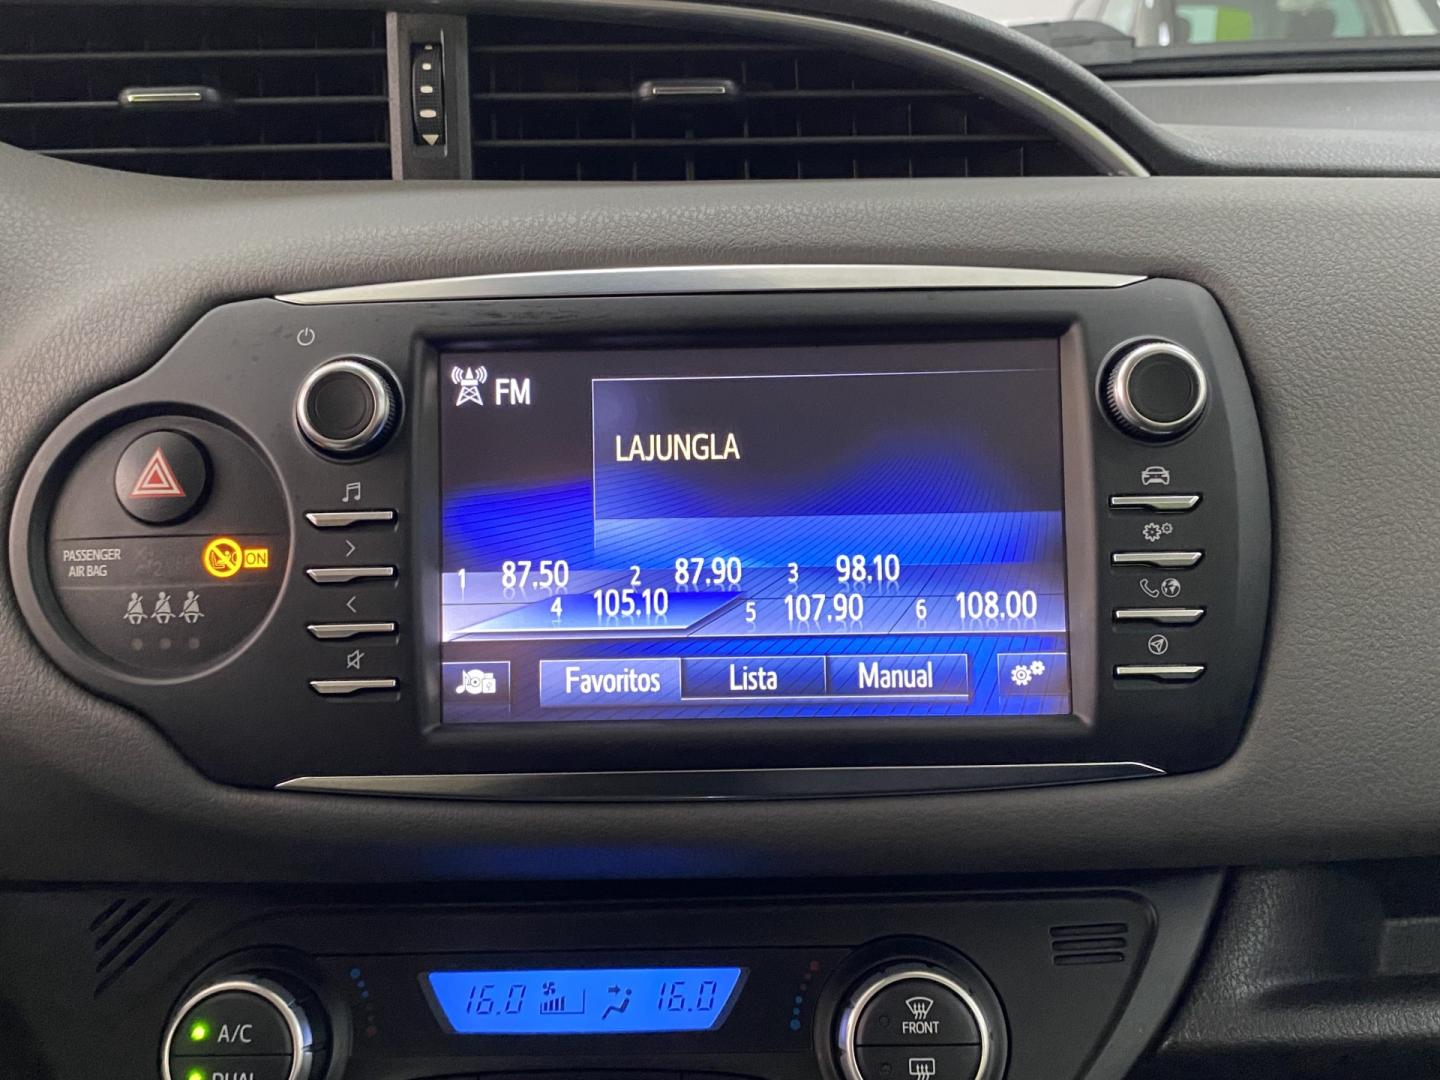 FM
LAJUNGLA
1 87.50 2 87.90 3 98.10
4 105.10 5 107.90 6 108.00
Favoritos Lista Manual
PASSENGER
AIR BAG
ON
16.0 16.0
A/C
DUAL
FRONT